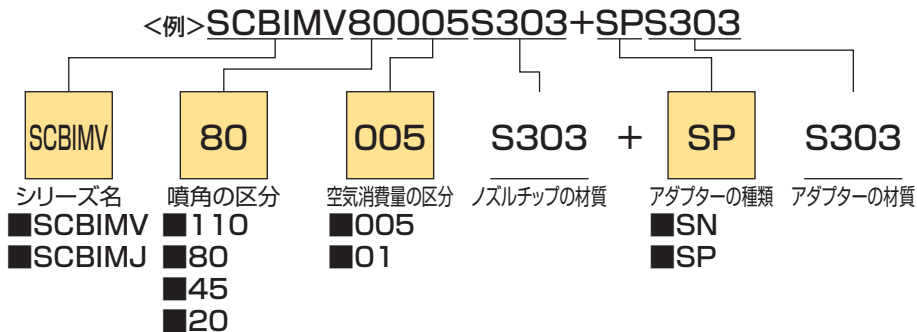 ＜例＞SCBIMV80005S303+SPS303
SCBIMV 80 005 S303 + SP S303
シリーズ名 噴角の区分 空気消費量の区分 ノズルチップの材質 アダプターの種類 アダプターの材質
■SCBIMV ■110 ■005 ■SN
■SCBIMJ ■80 ■01 ■SP
■45
■20